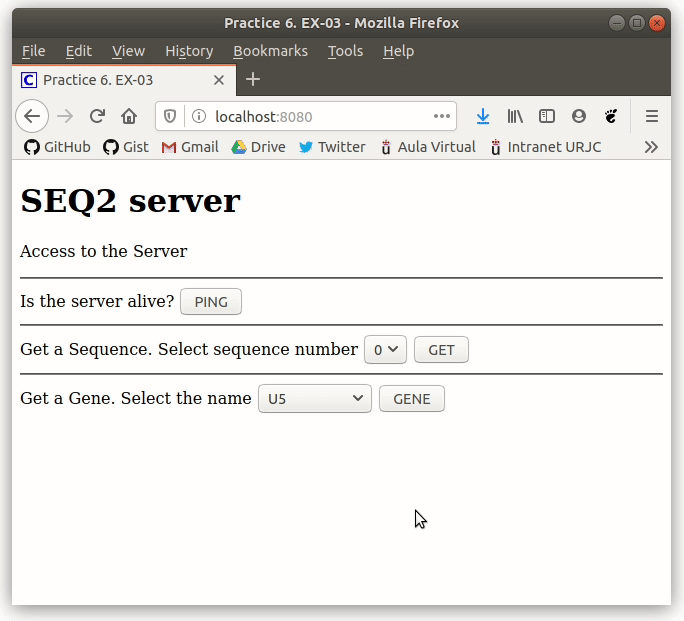 Practice 6. EX-03 - Mozilla Firefox
File Edit View History Bookmarks Tools Help
C Practice 6. EX-03
localhost:8080
GitHub Gist Gmail Drive Twitter Aula Virtual Intranet URJC
SEQ2 server
Access to the Server
Is the server alive? PING
Get a Sequence. Select sequence number 0 GET
Get a Gene. Select the name U5 GENE